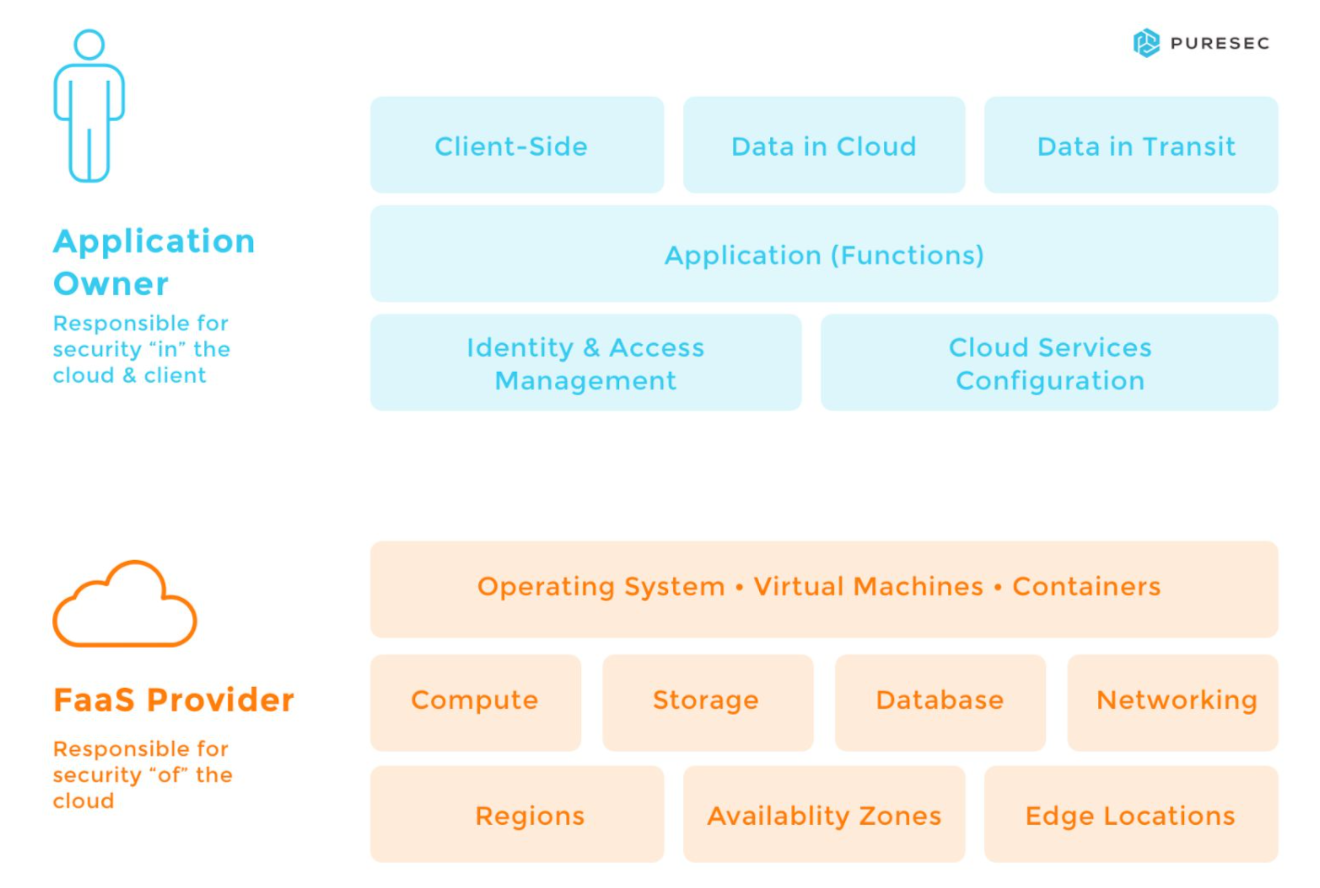 PURESEC
Client-Side
Data in Cloud
Data in Transit
Application
Owner
Responsible for
security “in” the
cloud & client
Application (Functions)
Identity & Access
Management
Cloud Services
Configuration
Operating System • Virtual Machines • Containers
FaaS Provider
Responsible for
security “of” the
cloud
Compute
Storage
Database
Networking
Regions
Availablity Zones
Edge Locations